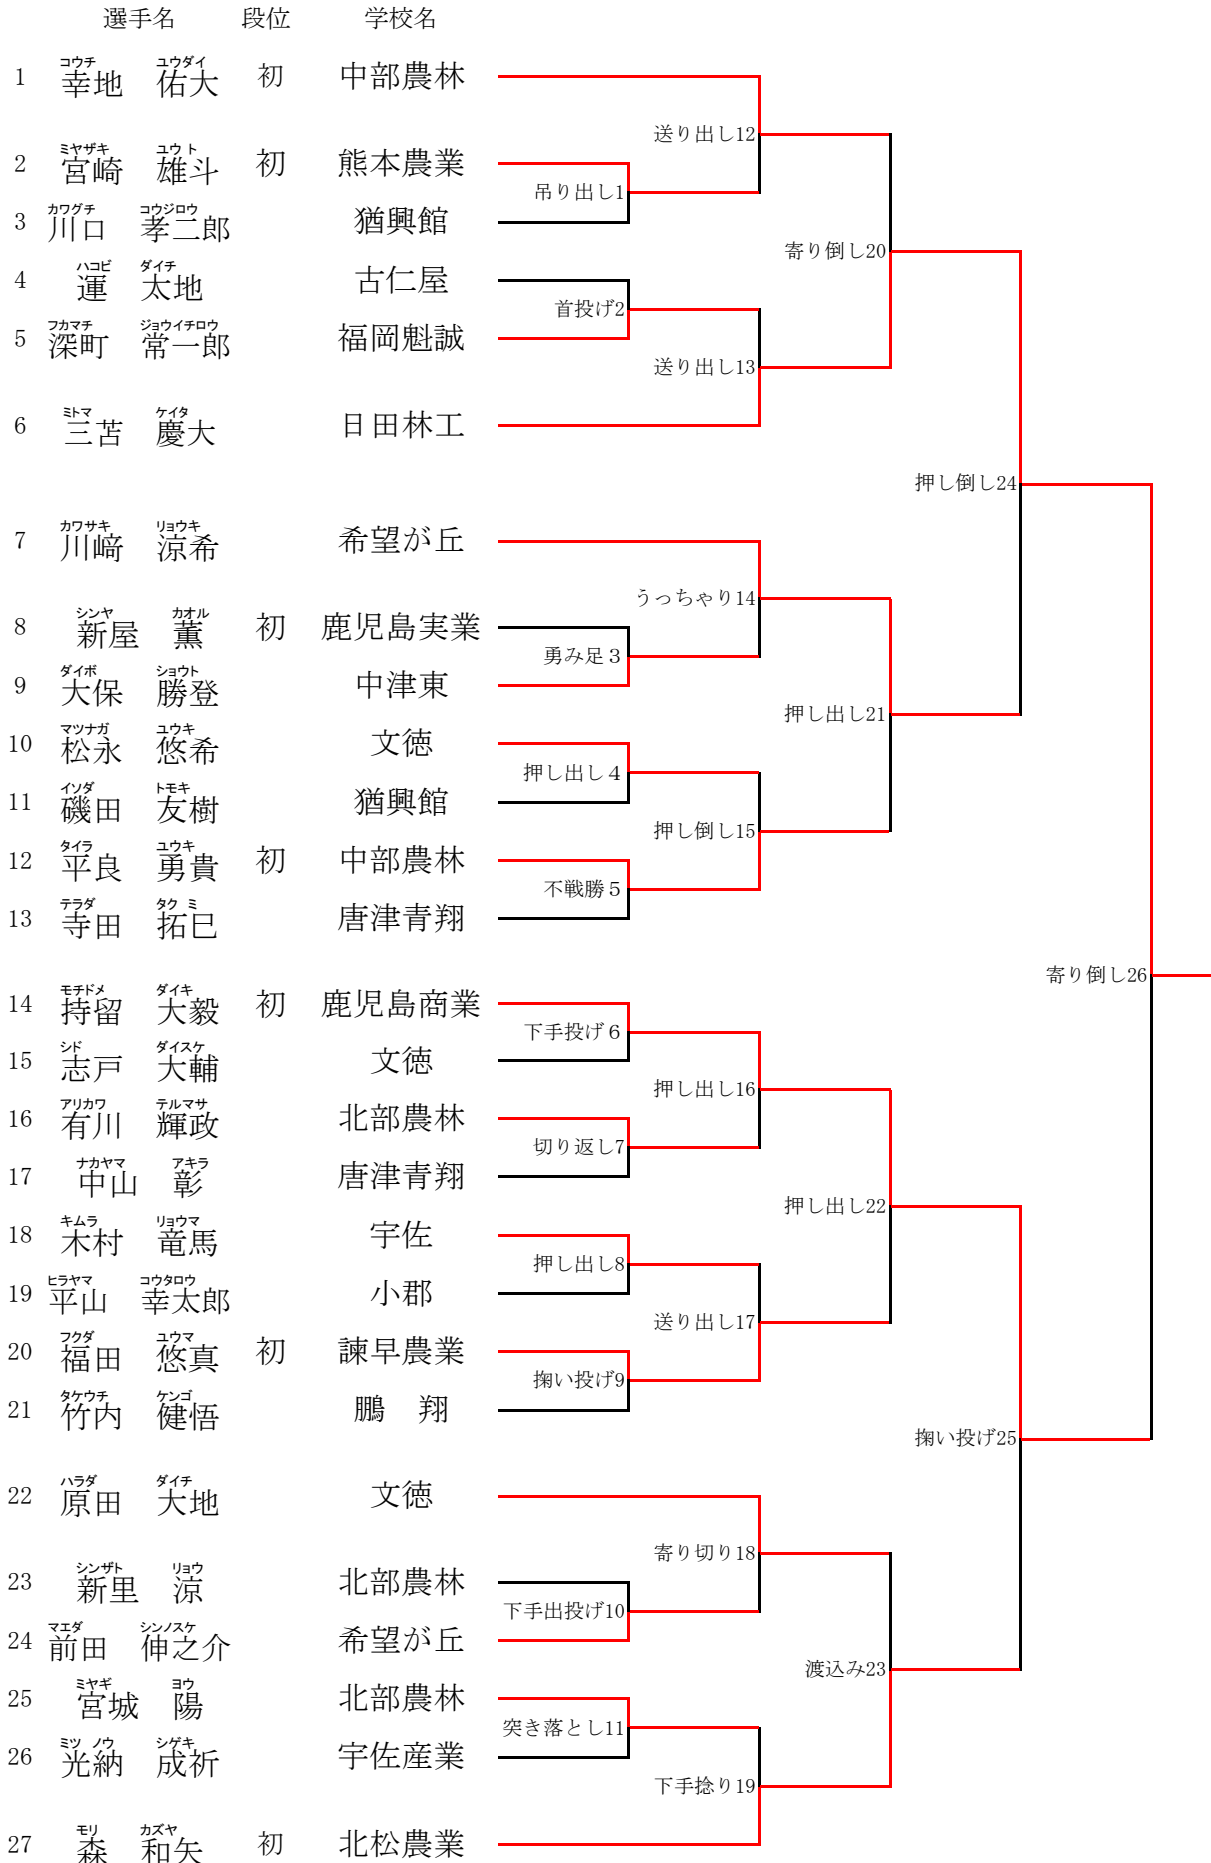 選手名 段位 学校名
コウチ ユウダイ
1 幸地 佑大 初 中部農林
送り出し12
ミヤザキ ユウト
2 宮崎 雄斗 初 熊本農業
吊り出し1
カワグチ コウジロウ
3 川口 孝二郎 猶興館
寄り倒し20
ハコビ ダイチ
4 運 太地 古仁屋
首投げ2
フカマチ ジョウイチロウ
5 深町 常一郎 福岡魁誠
送り出し13
ミトマ ケイタ
6 三苫 慶大 日田林工
押し倒し24
カワサキ リョウキ
7 川﨑 涼希 希望が丘
うっちゃり14
シンヤ カオル
8 新屋 薫 初 鹿児島実業
勇み足３
ダイボ ショウト
9 大保 勝登 中津東
押し出し21
マツナガ ユウキ
10 松永 悠希 文徳
押し出し４
イソダ トモキ
11 磯田 友樹 猶興館
押し倒し15
タイラ ユウキ
12 平良 勇貴 初 中部農林
不戦勝５
テラダ タクミ
13 寺田 拓巳 唐津青翔
寄り倒し26
モチドメ ダイキ
14 持留 大毅 初 鹿児島商業
下手投げ６
シド ダイスケ
15 志戸 大輔 文徳
押し出し16
アリカワ テルマサ
16 有川 輝政 北部農林
切り返し7
ナカヤマ アキラ
17 中山 彰 唐津青翔
押し出し22
キムラ リョウマ
18 木村 竜馬 宇佐
押し出し8
ヒラヤマ コウタロウ
19 平山 幸太郎 小郡
送り出し17
フクダ ユウマ
20 福田 悠真 初 諫早農業
掬い投げ9
タケウチ ケンゴ
21 竹内 健悟 鵬　翔
掬い投げ25
ハラダ ダイチ
22 原田 大地 文徳
寄り切り18
シンザト リョウ
23 新里 涼 北部農林
下手出投げ10
マエダ シンノスケ
24 前田 伸之介 希望が丘
渡込み23
ミヤギ ヨウ
25 宮城 陽 北部農林
突き落とし11
ミツノウ シゲキ
26 光納 成祈 宇佐産業
下手捻り19
モリ カズヤ
27 森 和矢 初 北松農業